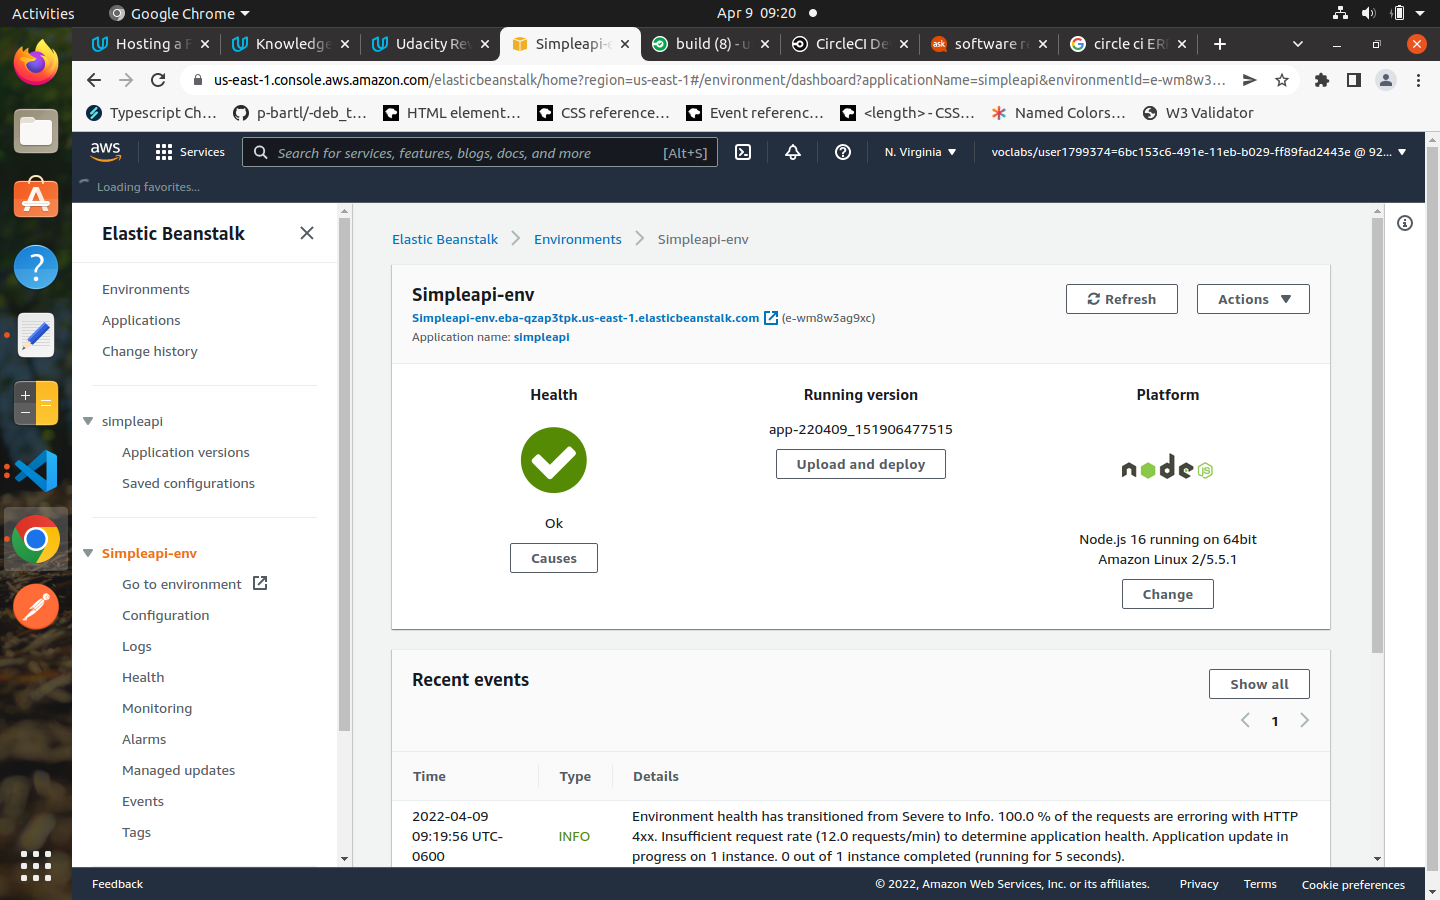 Activities
Google Chrome
Apr 9 09:20
Hosting a F
Knowledge
Udacity Rev
Simpleapi-e
build (8) - u
CircleCI De
ask
software re
circle ci ERR
us-east-1.console.aws.amazon.com/elasticbeanstalk/home?region=us-east-1#/environment/dashboard?applicationName=simpleapi&environmentId=e-wm8w3...
Typescript Ch...
p-bartl/-deb_t...
HTML element...
CSS reference...
Event referenc...
<length> - CSS...
Named Colors...
W3 Validator
aws
Services
Search for services, features, blogs, docs, and more
[Alt+S]
N. Virginia
voclabs/user1799374=6bc153c6-491e-11eb-b029-ff89fad2443e @ 92...
Loading favorites...
Elastic Beanstalk
Environments
Applications
Change history
simpleapi
Application versions
Saved configurations
Simpleapi-env
Go to environment
Configuration
Logs
Health
Monitoring
Alarms
Managed updates
Events
Tags
Elastic Beanstalk
Environments
Simpleapi-env
Simpleapi-env
Simpleapi-env.eba-qzap3tpk.us-east-1.elasticbeanstalk.com (e-wm8w3ag9xc)
Application name: simpleapi
Refresh
Actions
Health
Ok
Causes
Running version
app-220409_151906477515
Upload and deploy
Platform
node
JS
Node.js 16 running on 64bit
Amazon Linux 2/5.5.1
Change
Recent events
Show all
1
Time
Type
Details
2022-04-09
09:19:56 UTC-
0600
INFO
Environment health has transitioned from Severe to Info. 100.0 % of the requests are erroring with HTTP
4xx. Insufficient request rate (12.0 requests/min) to determine application health. Application update in
progress on 1 instance. 0 out of 1 instance completed (running for 5 seconds).
Feedback
© 2022, Amazon Web Services, Inc. or its affiliates.
Privacy
Terms
Cookie preferences